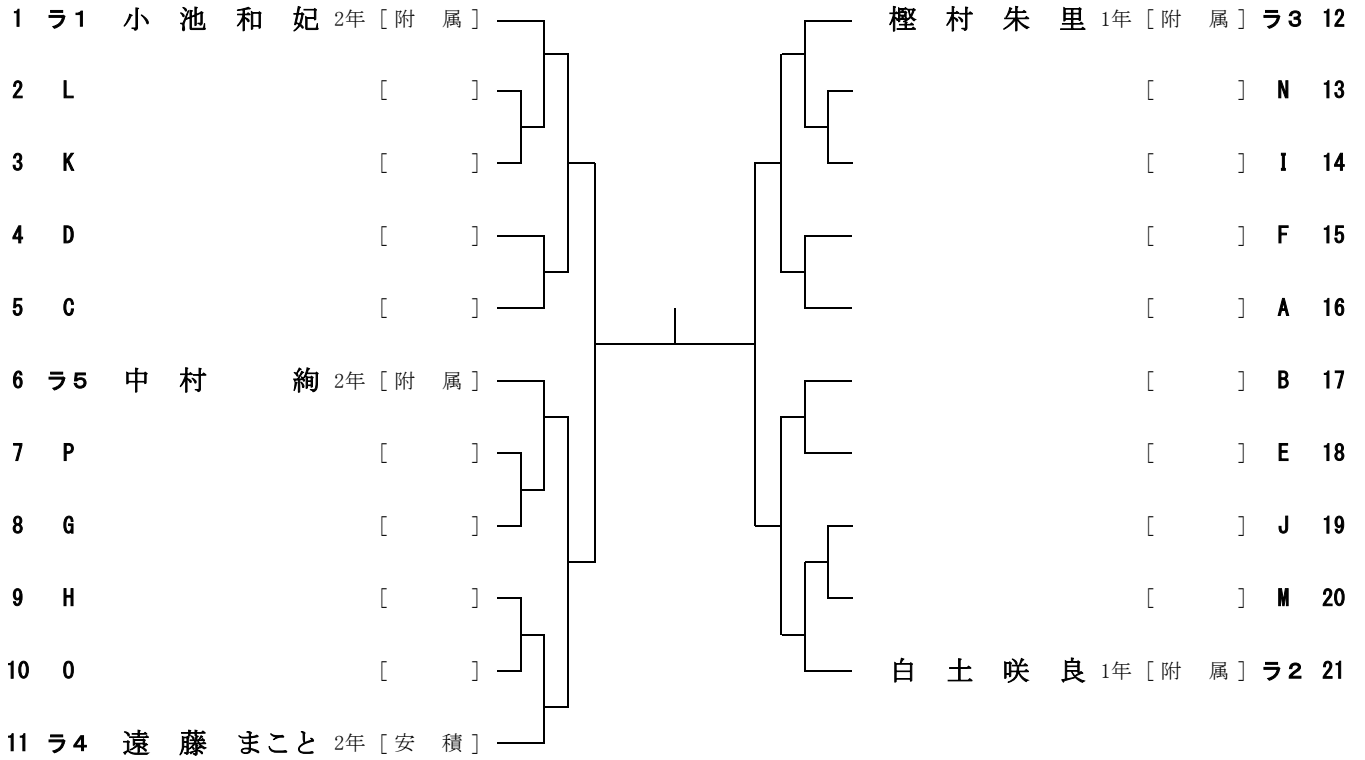 1 ラ1 小池和妃 2年 [附属]
2 L [ ]
3 K [ ]
4 D [ ]
5 C [ ]
6 ラ5 中村 絢 2年 [附属]
7 P [ ]
8 G [ ]
9 H [ ]
10 O [ ]
11 ラ4 遠藤まこと 2年 [安積]
樫村朱里 1年 [附属] ラ3 12
[ ] N 13
[ ] I 14
[ ] F 15
[ ] A 16
[ ] B 17
[ ] E 18
[ ] J 19
[ ] M 20
白土咲良 1年 [附属] ラ2 21